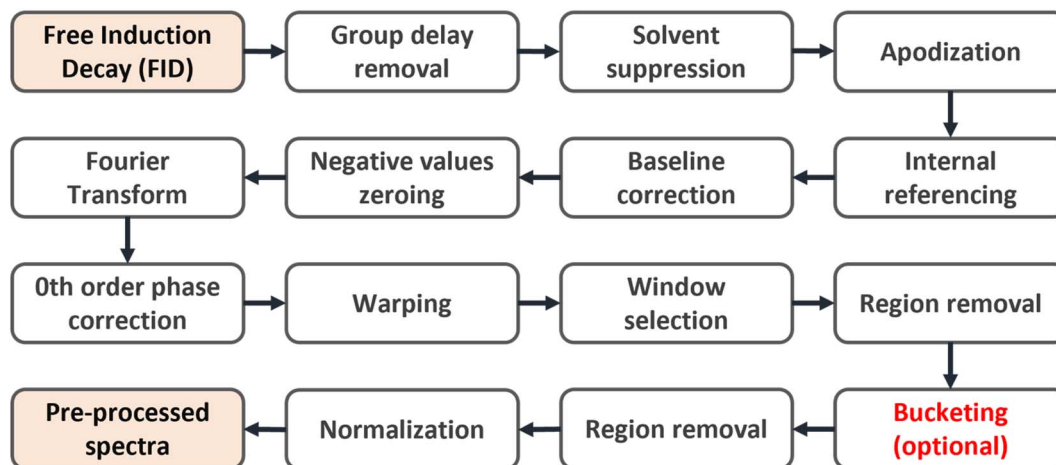 Free Induction
Decay (FID)
Group delay
removal
Solvent
suppression
Apodization
Internal
referencing
Baseline
correction
Negative values
zeroing
Fourier
Transform
0th order phase
correction
Warping
Window
selection
Region removal
Bucketing
(optional)
Region removal
Normalization
Pre-processed
spectra